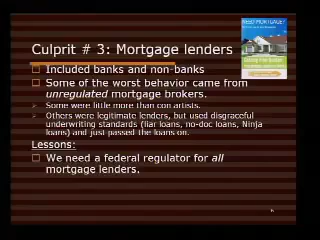 NEED MORTGAGE?
Culprit # 3: Mortgage lenders
Included banks and non-banks
Some of the worst behavior came from
unregulated mortgage brokers.
Some were little more than con artists.
Others were legitimate lenders, but used disgraceful
underwriting standards (liar loans, no-doc loans, Ninja
loans) and just passed the loans on.
Lessons:
We need a federal regulator for all
mortgage lenders.